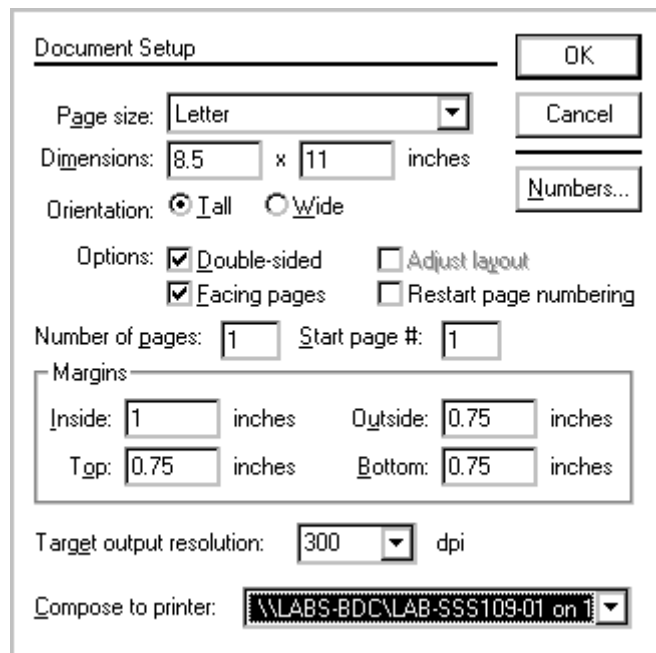 Document Setup
OK
Page size: Letter
Cancel
Dimensions: 8.5 x 11 inches
Numbers...
Orientation: Tall Wide
Options: Double-sided Adjust layout
Facing pages Restart page numbering
Number of pages: 1 Start page #: 1
Margins
Inside: 1 inches Outside: 0.75 inches
Top: 0.75 inches Bottom: 0.75 inches
Target output resolution: 300 dpi
Compose to printer: \\LABS-BDC\LAB-SSS109-01 on 1